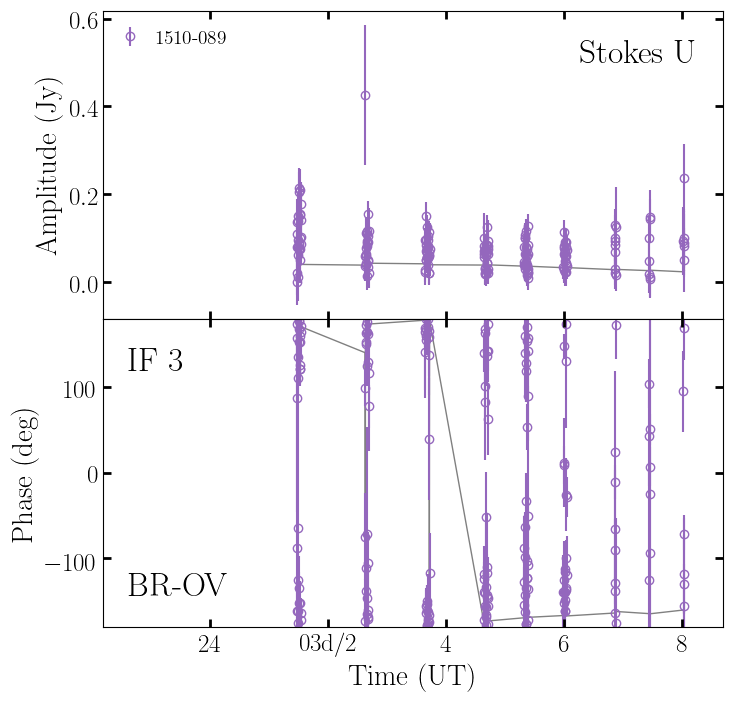 0.6
1510-089
Stokes U
0.4
Amplitude (Jy)
0.2
0.0
IF 3
100
Phase (deg)
0
−100
BR-OV
24 03d/2 4 6 8
Time (UT)